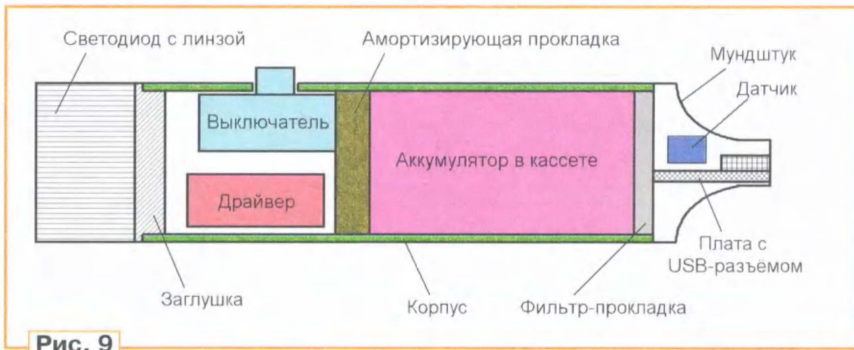 Светодиод с линзой
Амортизирующая прокладка
Мундштук
Датчик
Выключатель
Аккумулятор в кассете
Драйвер
Плата с
USB-разъёмом
Заглушка
Корпус
Фильтр-прокладка
Рис. 9